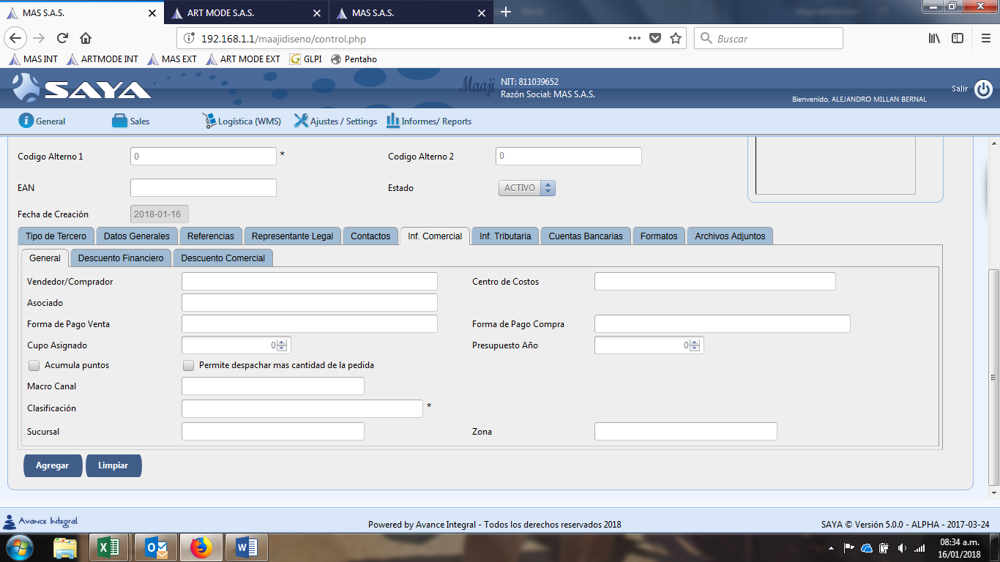 MAS S.A.S.
ART MODE S.A.S.
MAS S.A.S.
192.168.1.1/maajidiseno/control.php
Buscar
MAS INT
ARTMODE INT
MAS EXT
ART MODE EXT
GLPI
Pentaho
SAYA
Maaji
NIT: 811039652
Razón Social: MAS S.A.S.
Salir
Bienvenido, ALEJANDRO MILLAN BERNAL
General
Sales
Logística (WMS)
Ajustes / Settings
Informes/ Reports
Codigo Alterno 1
0
*
Codigo Alterno 2
0
EAN
Estado
ACTIVO
Fecha de Creación
2018-01-16
Tipo de Tercero
Datos Generales
Referencias
Representante Legal
Contactos
Inf. Comercial
Inf. Tributaria
Cuentas Bancarias
Formatos
Archivos Adjuntos
General
Descuento Financiero
Descuento Comercial
Vendedor/Comprador
Centro de Costos
Asociado
Forma de Pago Venta
Forma de Pago Compra
Cupo Asignado
0
Presupuesto Año
0
Acumula puntos
Permite despachar mas cantidad de la pedida
Macro Canal
Clasificación
*
Sucursal
Zona
Agregar
Limpiar
Avance Integral
Powered by Avance Integral - Todos los derechos reservados 2018
SAYA © Versión 5.0.0 - ALPHA - 2017-03-24
08:34 a.m.
16/01/2018